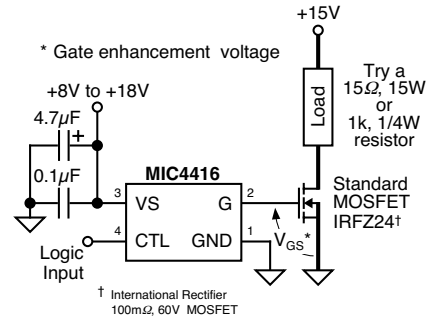 +15V
* Gate enhancement voltage
+8V to +18V
4.7µF
+
0.1µF
Load
Try a
15Ω, 15W
or
1k, 1/4W
resistor
MIC4416
3
VS
G
2
4
CTL
GND
1
Logic
Input
VGS*
Standard
MOSFET
IRFZ24†
† International Rectifier
100mΩ, 60V MOSFET